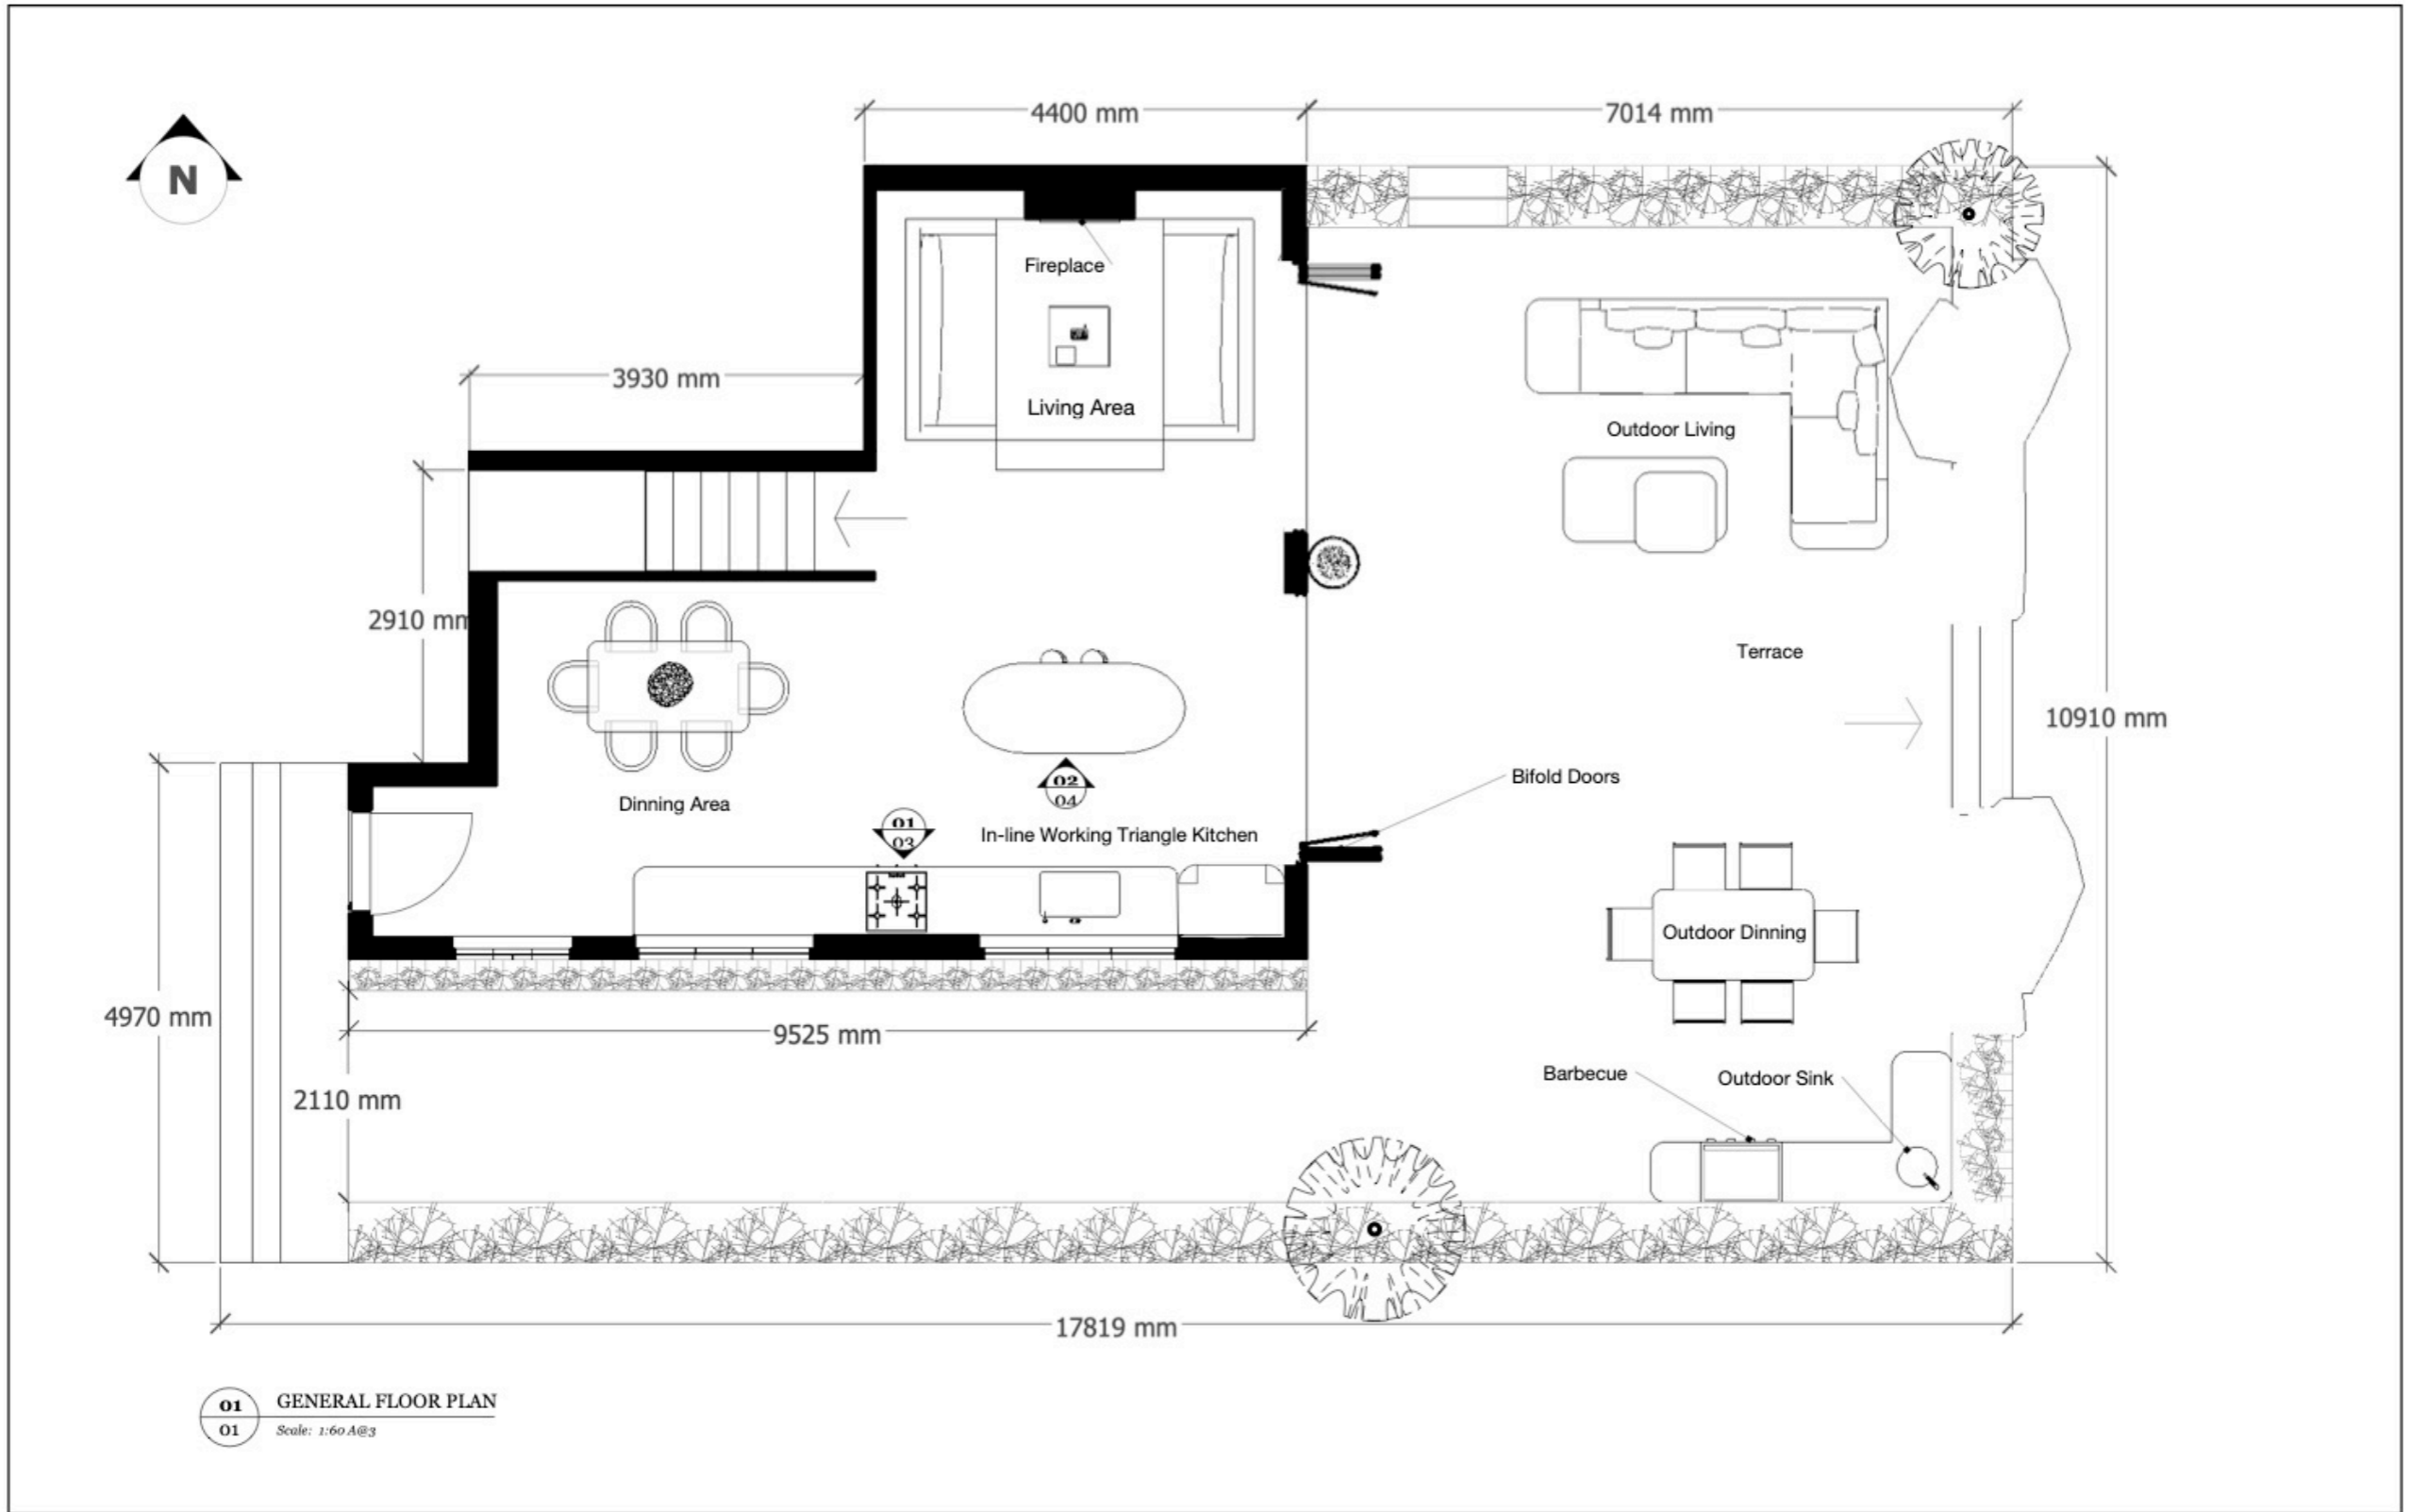 4400 mm
7014 mm
N
Fireplace
3930 mm
Living Area
Outdoor Living
2910 mm
Terrace
10910 mm
02
04
Bifold Doors
Dinning Area
01
03
In-line Working Triangle Kitchen
Outdoor Dinning
4970 mm
9525 mm
Barbecue
Outdoor Sink
2110 mm
17819 mm
01
GENERAL FLOOR PLAN
01
Scale: 1:60 A@3